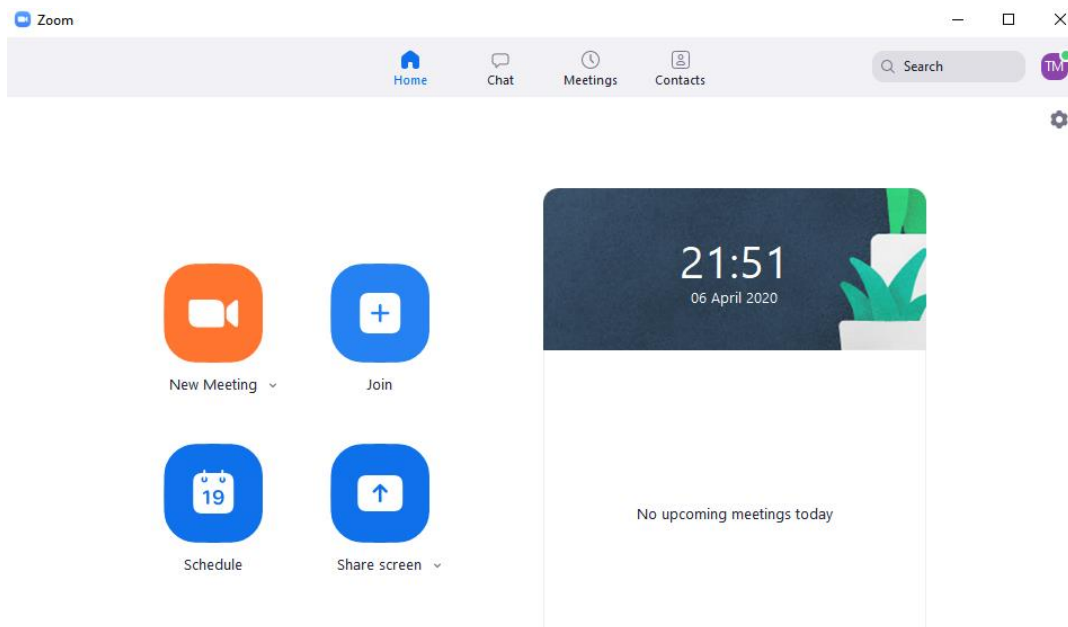 Zoom
Home Chat Meetings Contacts
Search
TM
21:51
06 April 2020
New Meeting
Join
19
Schedule
Share screen
No upcoming meetings today